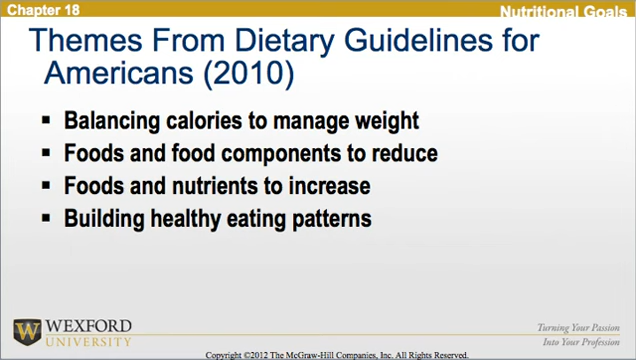 Chapter 18
Nutritional Goals
Themes From Dietary Guidelines for
Americans (2010)
▪ Balancing calories to manage weight
▪ Foods and food components to reduce
▪ Foods and nutrients to increase
▪ Building healthy eating patterns
W WEXFORD
UNIVERSITY
Turning Your Passion
Into Your Profession
Copyright ©2012 The McGraw-Hill Companies, Inc. All Rights Reserved.